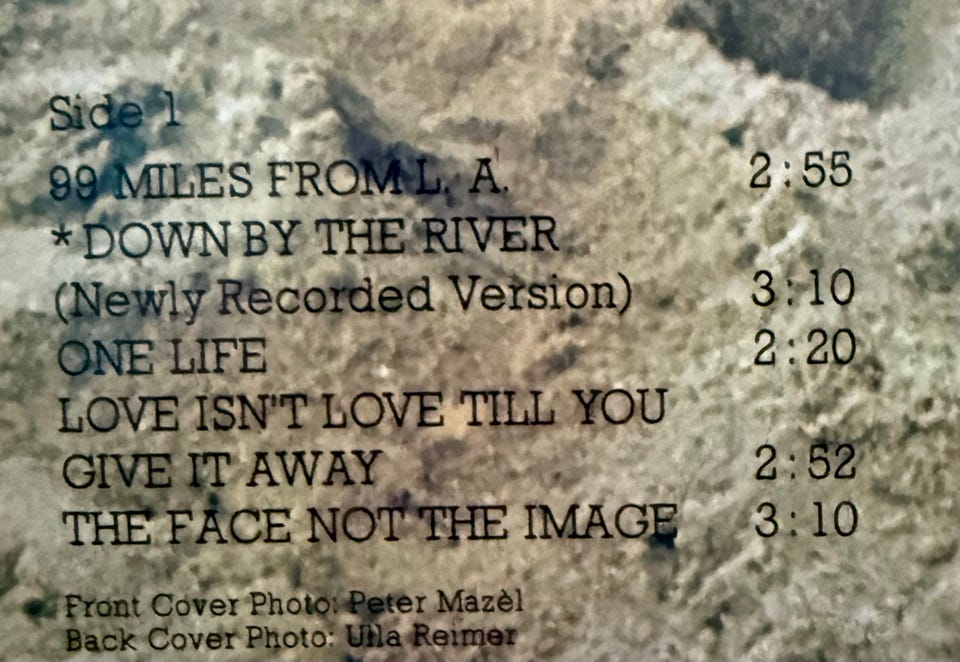 Side 1
99 MILES FROM L. A. 2:55
*DOWN BY THE RIVER
(Newly Recorded Version) 3:10
ONE LIFE 2:20
LOVE ISN'T LOVE TILL YOU
GIVE IT AWAY 2:52
THE FACE NOT THE IMAGE 3:10
Front Cover Photo: Peter Mazèl
Back Cover Photo: Ulla Reimer